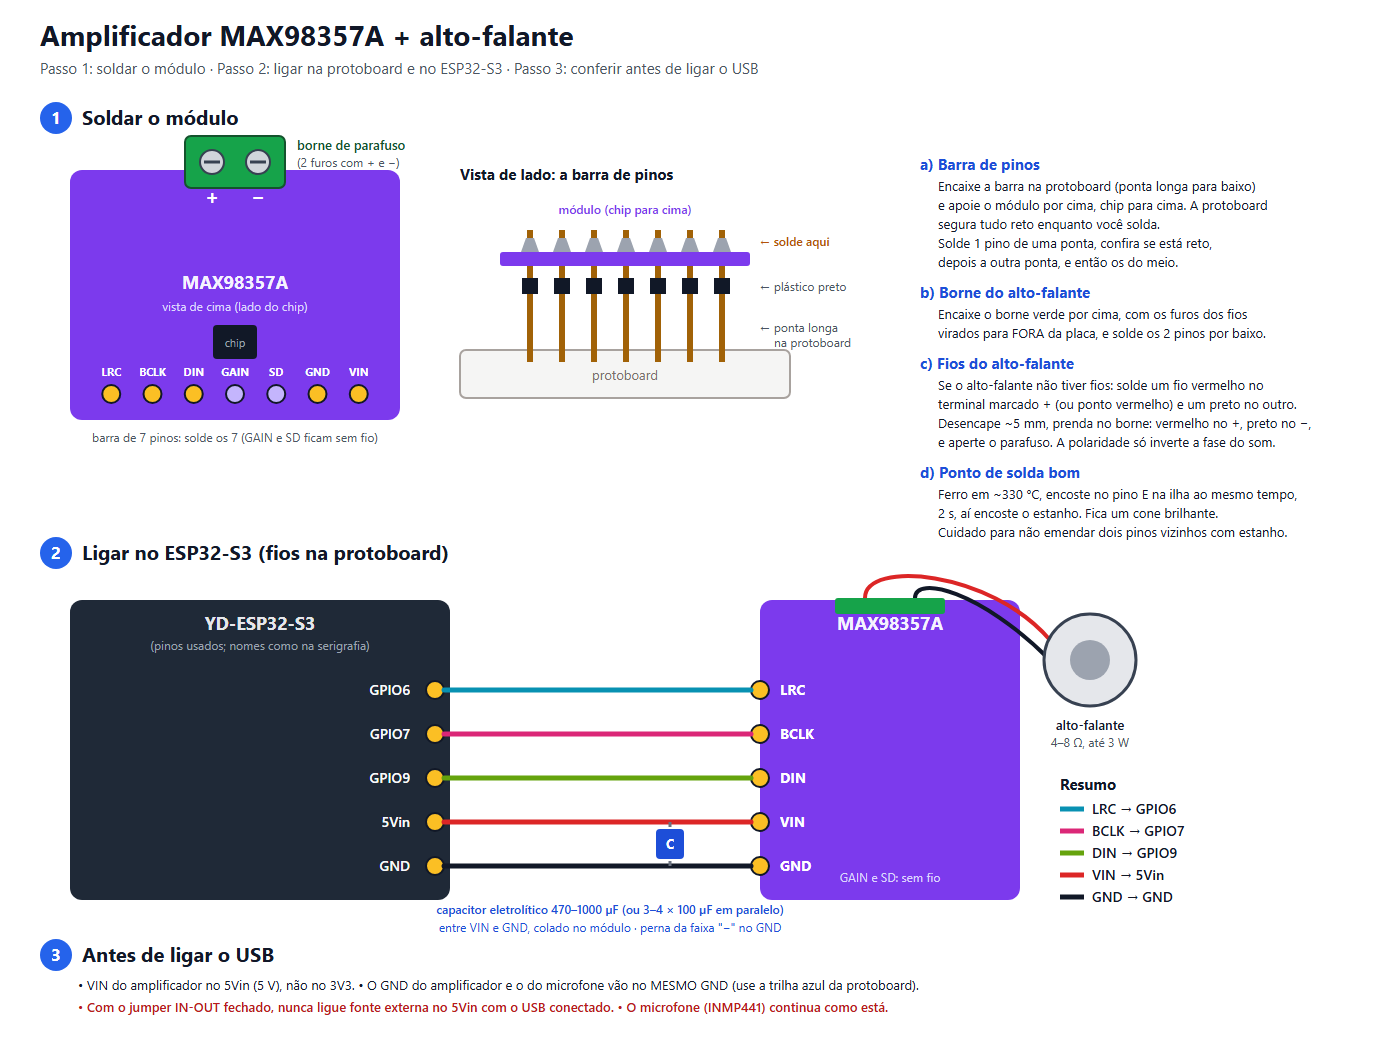 Amplificador MAX98357A + alto-falante
Passo 1: soldar o módulo · Passo 2: ligar na protoboard e no ESP32-S3 · Passo 3: conferir antes de ligar o USB
1 Soldar o módulo
borne de parafuso
(2 furos com + e −)
+ −
MAX98357A
vista de cima (lado do chip)
chip
LRC BCLK DIN GAIN SD GND VIN
barra de 7 pinos: solde os 7 (GAIN e SD ficam sem fio)
Vista de lado: a barra de pinos
módulo (chip para cima)
← solde aqui
← plástico preto
← ponta longa
na protoboard
protoboard
a) Barra de pinos
Encaixe a barra na protoboard (ponta longa para baixo)
e apoie o módulo por cima, chip para cima. A protoboard
segura tudo reto enquanto você solda.
Solde 1 pino de uma ponta, confira se está reto,
depois a outra ponta, e então os do meio.
b) Borne do alto-falante
Encaixe o borne verde por cima, com os furos dos fios
virados para FORA da placa, e solde os 2 pinos por baixo.
c) Fios do alto-falante
Se o alto-falante não tiver fios: solde um fio vermelho no
terminal marcado + (ou ponto vermelho) e um preto no outro.
Desencape ~5 mm, prenda no borne: vermelho no +, preto no −,
e aperte o parafuso. A polaridade só inverte a fase do som.
d) Ponto de solda bom
Ferro em ~330 °C, encoste no pino E na ilha ao mesmo tempo,
2 s, aí encoste o estanho. Fica um cone brilhante.
Cuidado para não emendar dois pinos vizinhos com estanho.
2 Ligar no ESP32-S3 (fios na protoboard)
YD-ESP32-S3
(pinos usados; nomes como na serigrafia)
GPIO6
GPIO7
GPIO9
5Vin
GND
C
MAX98357A
LRC
BCLK
DIN
VIN
GND
GAIN e SD: sem fio
capacitor eletrolítico 470–1000 µF (ou 3–4 × 100 µF em paralelo)
entre VIN e GND, colado no módulo · perna da faixa "−" no GND
alto-falante
4–8 Ω, até 3 W
Resumo
LRC → GPIO6
BCLK → GPIO7
DIN → GPIO9
VIN → 5Vin
GND → GND
3 Antes de ligar o USB
• VIN do amplificador no 5Vin (5 V), não no 3V3. • O GND do amplificador e o do microfone vão no MESMO GND (use a trilha azul da protoboard).
• Com o jumper IN-OUT fechado, nunca ligue fonte externa no 5Vin com o USB conectado. • O microfone (INMP441) continua como está.